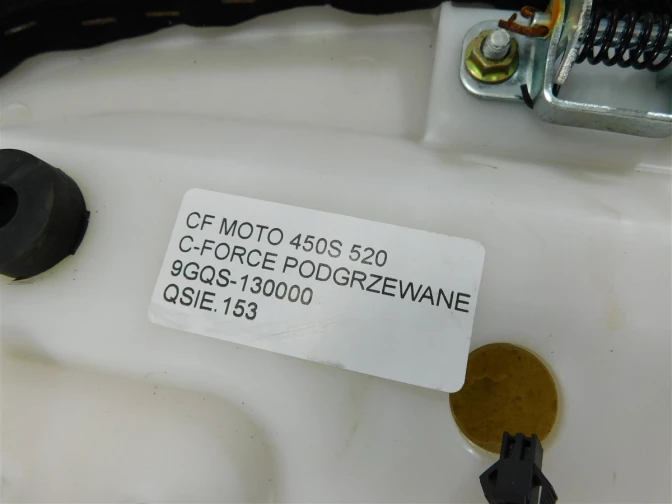 CF MOTO 450S 520
C-FORCE PODGRZEWANE
9GQS-130000
QSIE.153